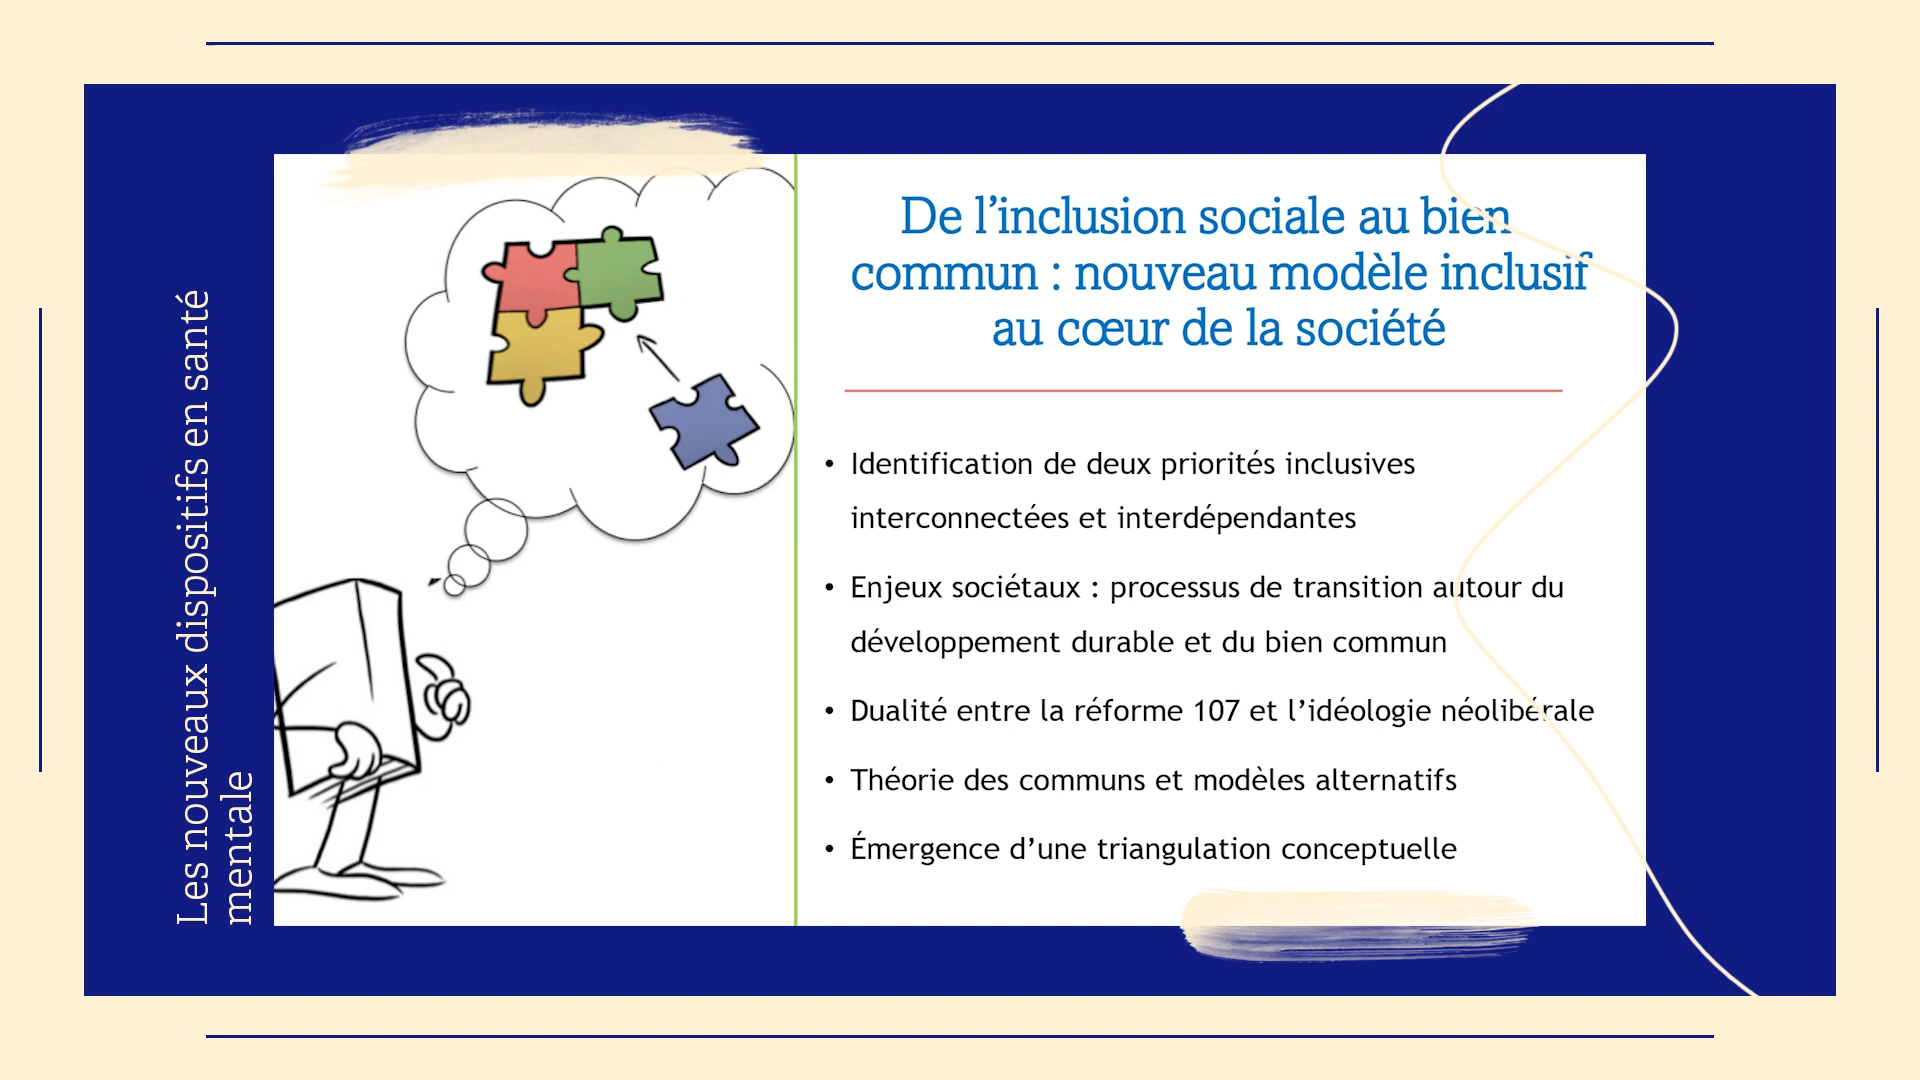 Les nouveaux dispositifs en santé
mentale
De l’inclusion sociale au bien
commun : nouveau modèle inclusif
au cœur de la société
• Identification de deux priorités inclusives
interconnectées et interdépendantes
• Enjeux sociétaux : processus de transition autour du
développement durable et du bien commun
• Dualité entre la réforme 107 et l’idéologie néolibérale
• Théorie des communs et modèles alternatifs
• Émergence d’une triangulation conceptuelle